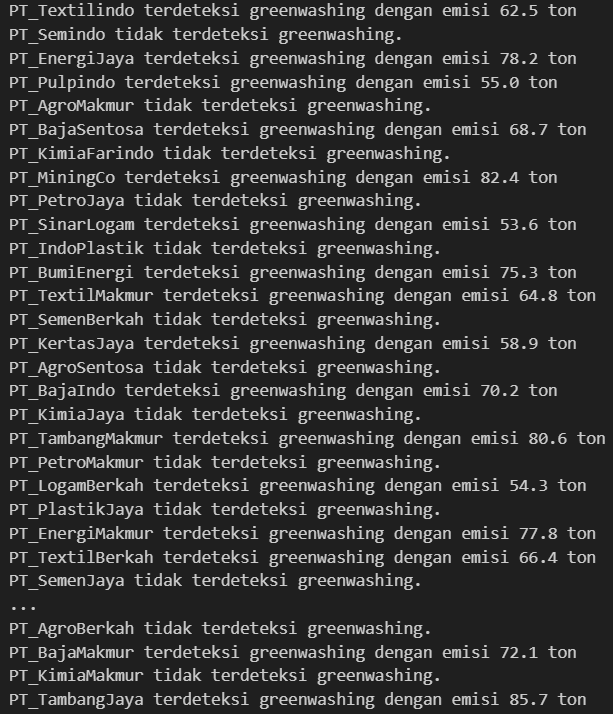 PT_Textilindo terdeteksi greenwashing dengan emisi 62.5 ton
PT_Semindo tidak terdeteksi greenwashing.
PT_EnergiJaya terdeteksi greenwashing dengan emisi 78.2 ton
PT_Pulpindo terdeteksi greenwashing dengan emisi 55.0 ton
PT_AgroMakmur tidak terdeteksi greenwashing.
PT_BajaSentosa terdeteksi greenwashing dengan emisi 68.7 ton
PT_KimiaFarindo tidak terdeteksi greenwashing.
PT_MiningCo terdeteksi greenwashing dengan emisi 82.4 ton
PT_PetroJaya tidak terdeteksi greenwashing.
PT_SinarLogam terdeteksi greenwashing dengan emisi 53.6 ton
PT_IndoPlastik tidak terdeteksi greenwashing.
PT_BumiEnergi terdeteksi greenwashing dengan emisi 75.3 ton
PT_TextilMakmur terdeteksi greenwashing dengan emisi 64.8 ton
PT_SemenBerkah tidak terdeteksi greenwashing.
PT_KertasJaya terdeteksi greenwashing dengan emisi 58.9 ton
PT_AgroSentosa tidak terdeteksi greenwashing.
PT_BajaIndo terdeteksi greenwashing dengan emisi 70.2 ton
PT_KimiaJaya tidak terdeteksi greenwashing.
PT_TambangMakmur terdeteksi greenwashing dengan emisi 80.6 ton
PT_PetroMakmur tidak terdeteksi greenwashing.
PT_LogamBerkah terdeteksi greenwashing dengan emisi 54.3 ton
PT_PlastikJaya tidak terdeteksi greenwashing.
PT_EnergiMakmur terdeteksi greenwashing dengan emisi 77.8 ton
PT_TextilBerkah terdeteksi greenwashing dengan emisi 66.4 ton
PT_SemenJaya tidak terdeteksi greenwashing.
...
PT_AgroBerkah tidak terdeteksi greenwashing.
PT_BajaMakmur terdeteksi greenwashing dengan emisi 72.1 ton
PT_KimiaMakmur tidak terdeteksi greenwashing.
PT_TambangJaya terdeteksi greenwashing dengan emisi 85.7 ton